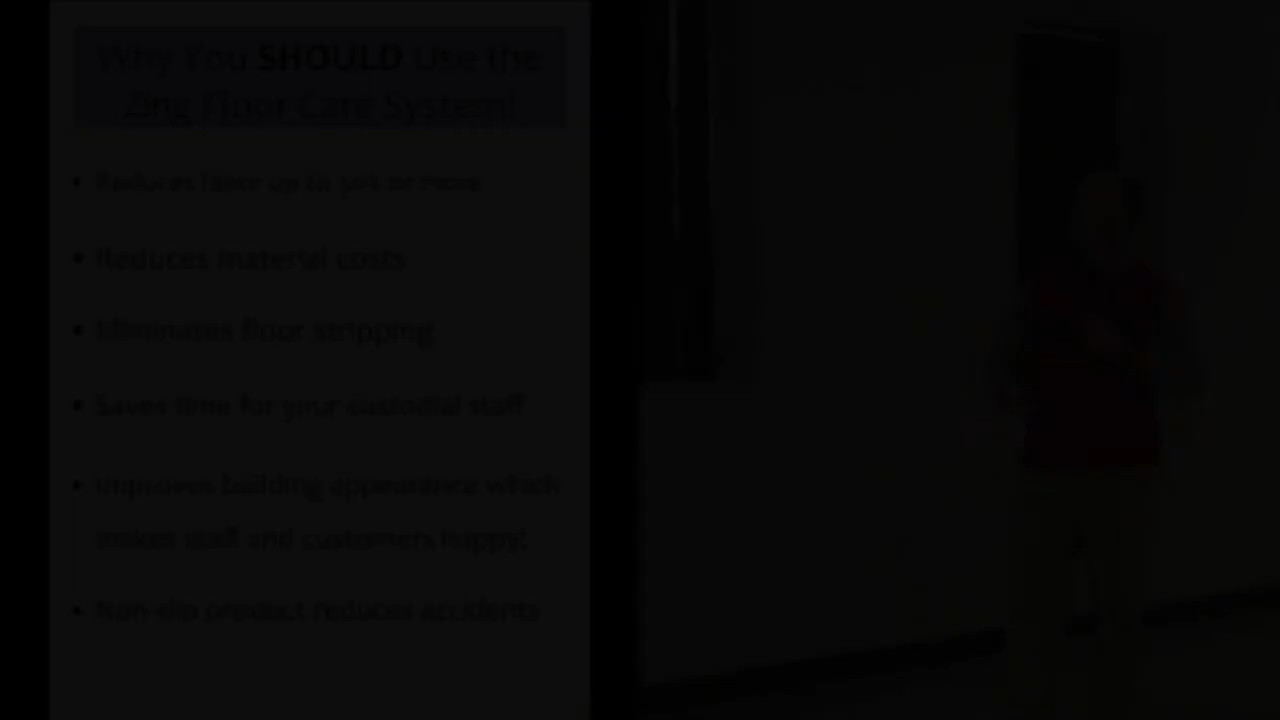 Why You SHOULD Use the
Zing Floor Care System!
• Reduces labor up to 50% or more
• Reduces material costs
• Eliminates floor stripping
• Saves time for your custodial staff
• Improves building appearance which
makes staff and customers happy!
• Non-slip product reduces accidents